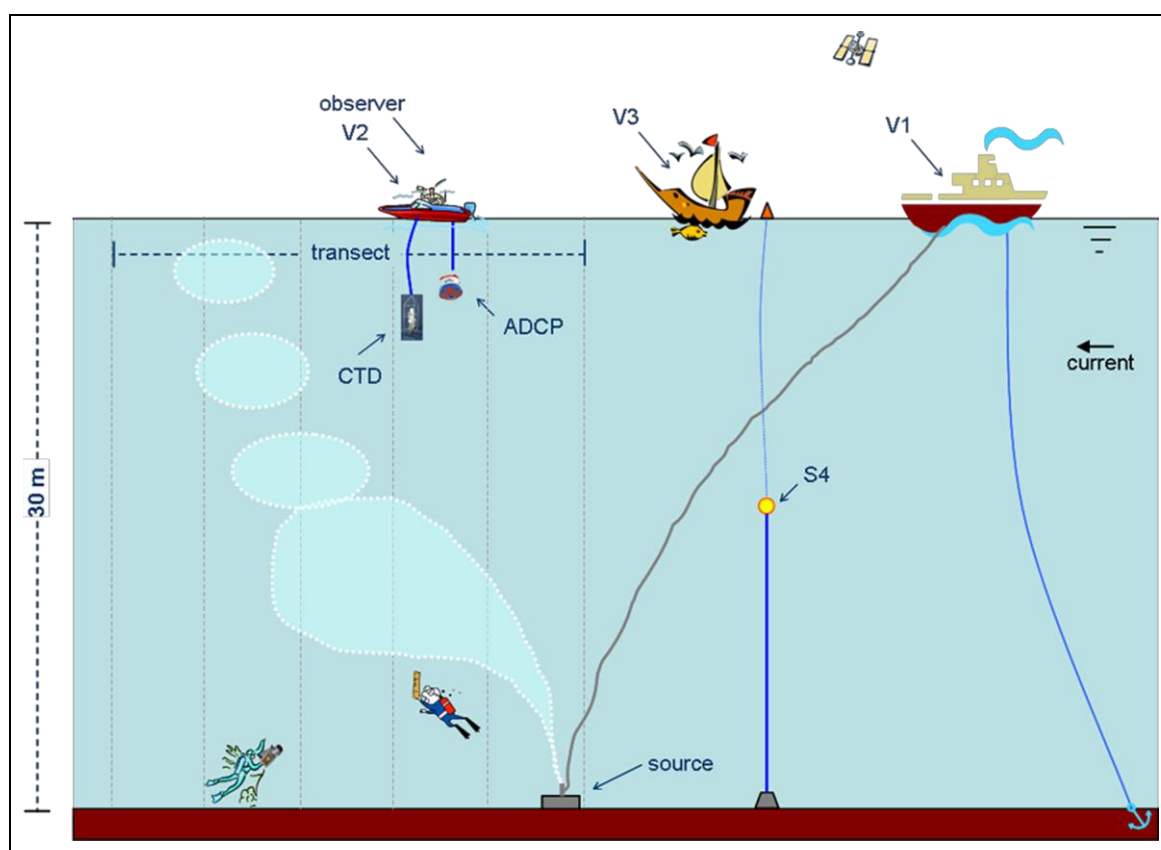 observer
V2
V3
V1
transect
ADCP
CTD
current
30 m
S4
source